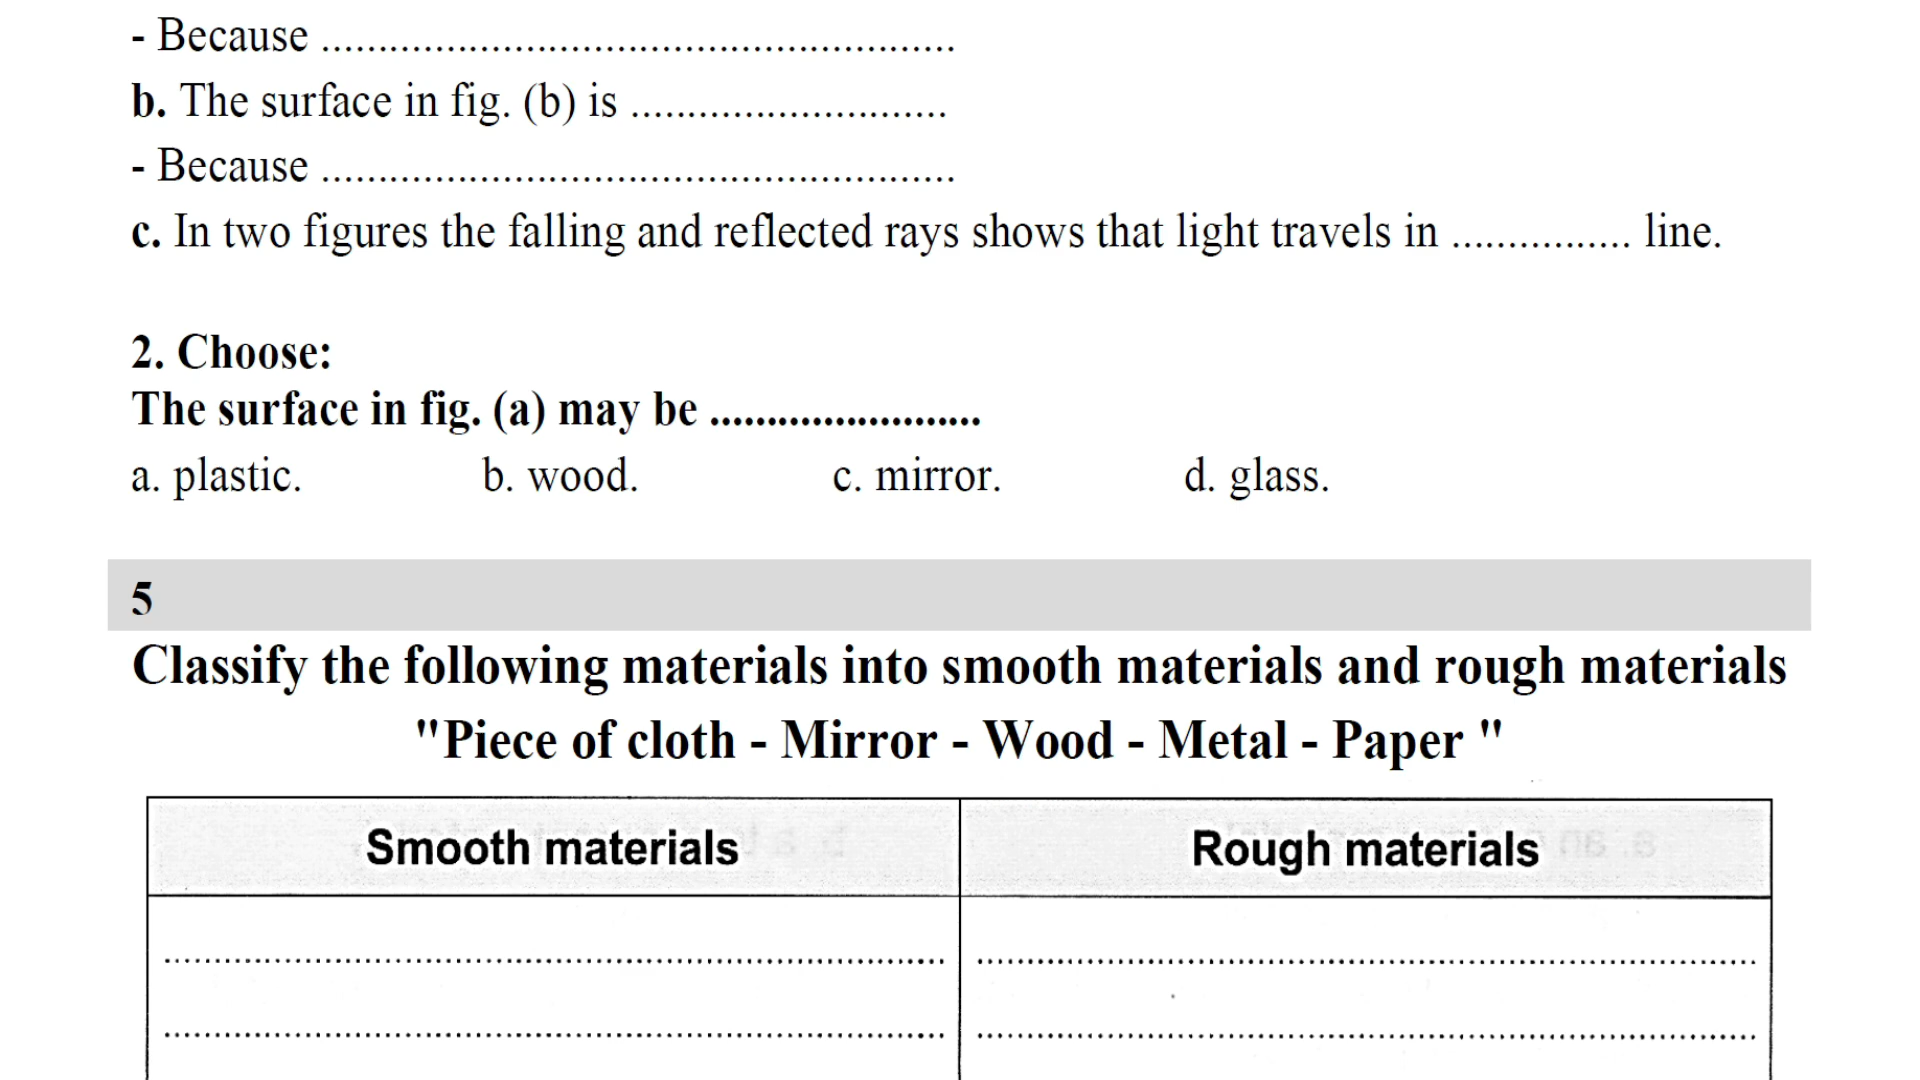 - Because ........................................................
b. The surface in fig. (b) is ............................
- Because ........................................................
c. In two figures the falling and reflected rays shows that light travels in ................ line.
2. Choose:
The surface in fig. (a) may be ........................
a. plastic. b. wood. c. mirror. d. glass.
5
Classify the following materials into smooth materials and rough materials
"Piece of cloth - Mirror - Wood - Metal - Paper "
Smooth materials Rough materials